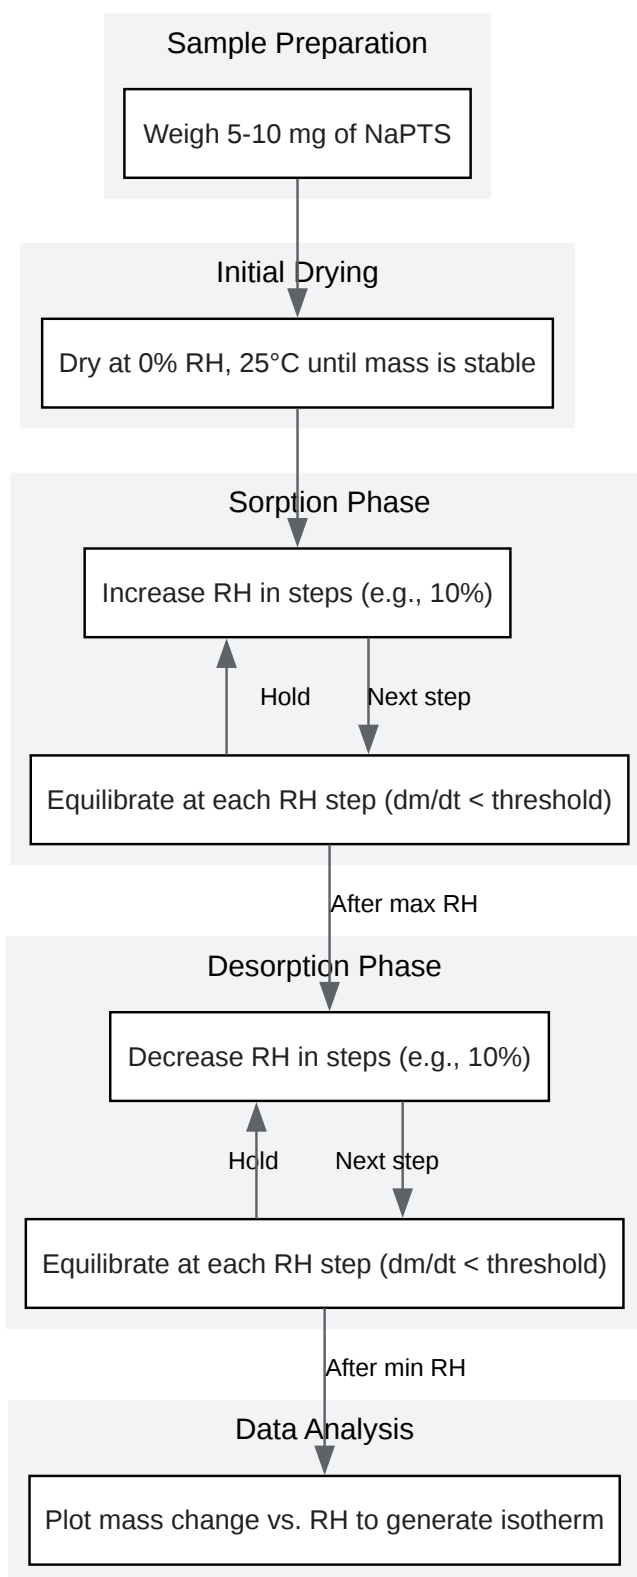 Sample Preparation
Weigh 5-10 mg of NaPTS
Initial Drying
Dry at 0% RH, 25°C until mass is stable
Sorption Phase
Increase RH in steps (e.g., 10%)
Hold
Next step
Equilibrate at each RH step (dm/dt < threshold)
After max RH
Desorption Phase
Decrease RH in steps (e.g., 10%)
Hold
Next step
Equilibrate at each RH step (dm/dt < threshold)
After min RH
Data Analysis
Plot mass change vs. RH to generate isotherm